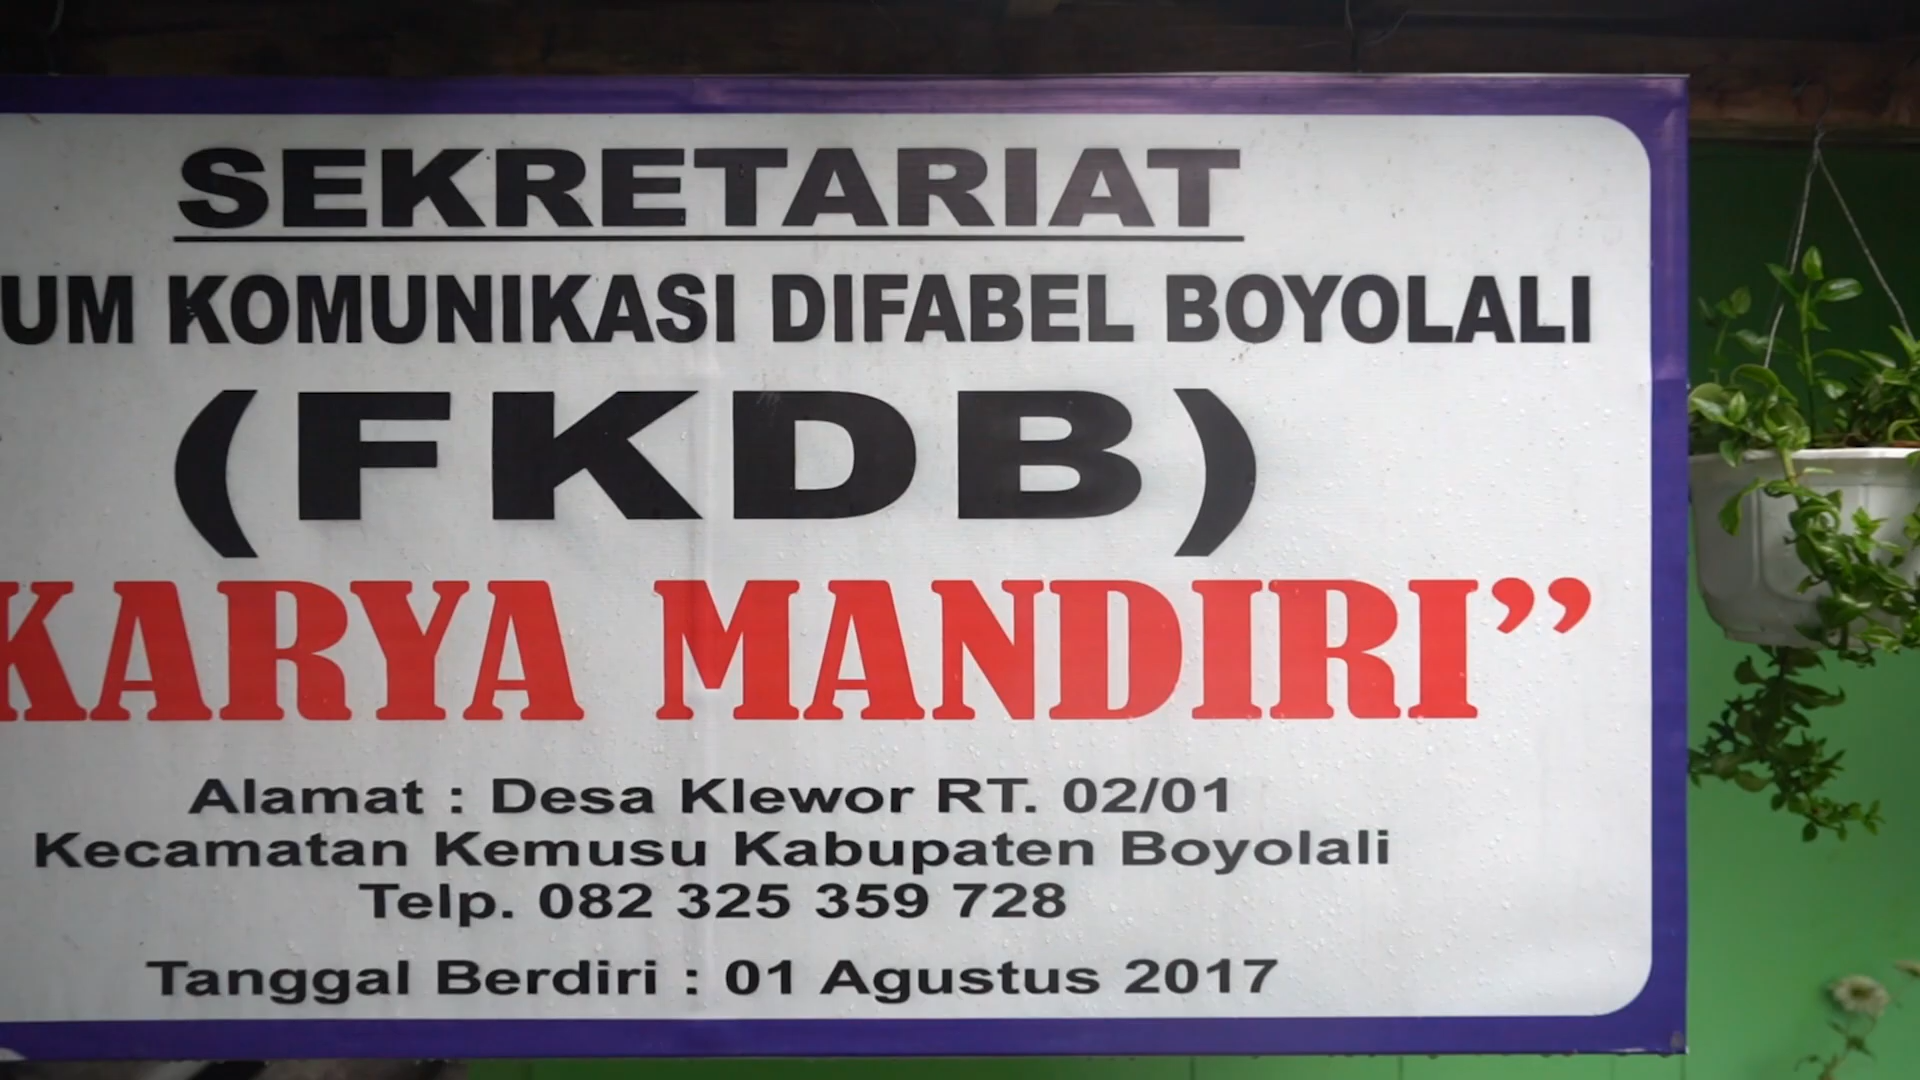 SEKRETARIAT
UM KOMUNIKASI DIFABEL BOYOLALI
(FKDB)
KARYA MANDIRI”
Alamat : Desa Klewor RT. 02/01
Kecamatan Kemusu Kabupaten Boyolali
Telp. 082 325 359 728
Tanggal Berdiri : 01 Agustus 2017